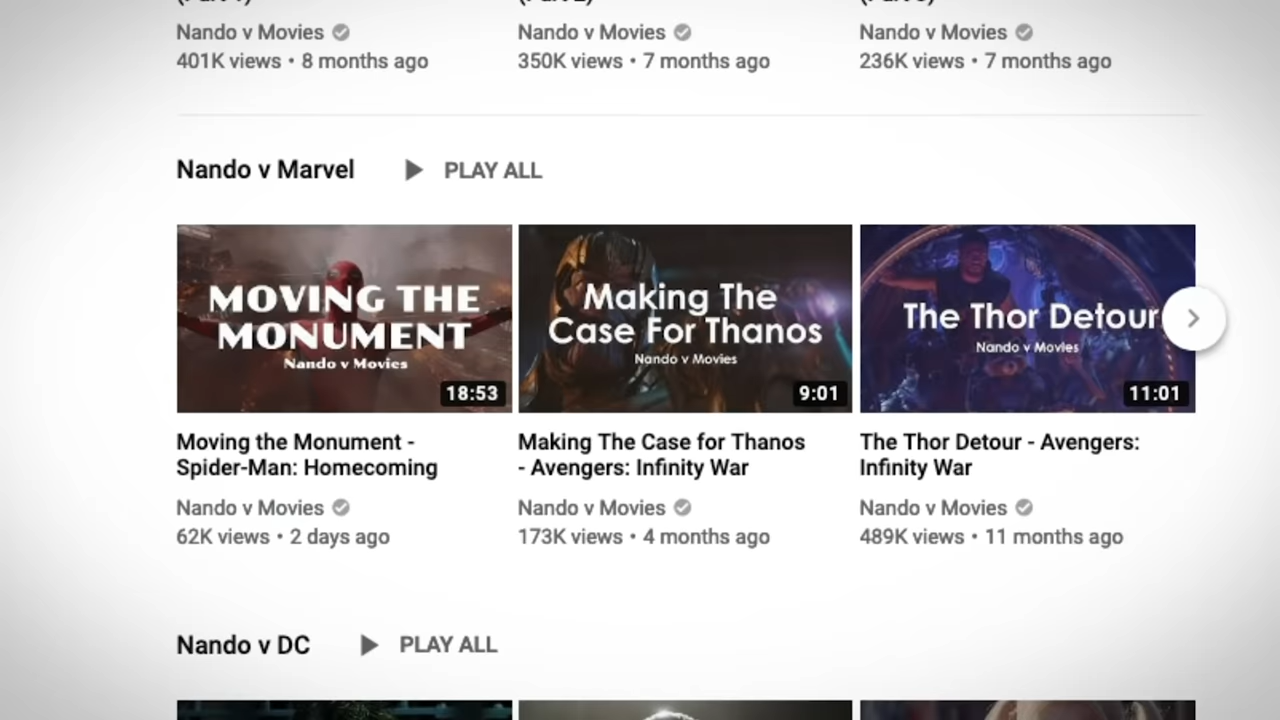 Nando v Movies
Nando v Movies
Nando v Movies
401K views • 8 months ago
350K views • 7 months ago
236K views • 7 months ago
Nando v Marvel
PLAY ALL
MOVING THE
MONUMENT
Nando v Movies
18:53
Making The
Case For Thanos
Nando v Movies
9:01
The Thor Detour
Nando v Movies
11:01
Moving the Monument -
Spider-Man: Homecoming
Nando v Movies
62K views • 2 days ago
Making The Case for Thanos
- Avengers: Infinity War
Nando v Movies
173K views • 4 months ago
The Thor Detour - Avengers:
Infinity War
Nando v Movies
489K views • 11 months ago
Nando v DC
PLAY ALL